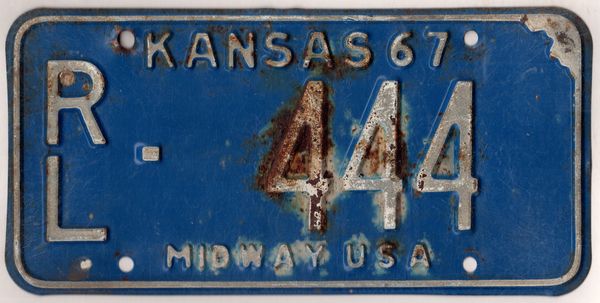 KANSAS 67
RL - 444
MIDWAY USA